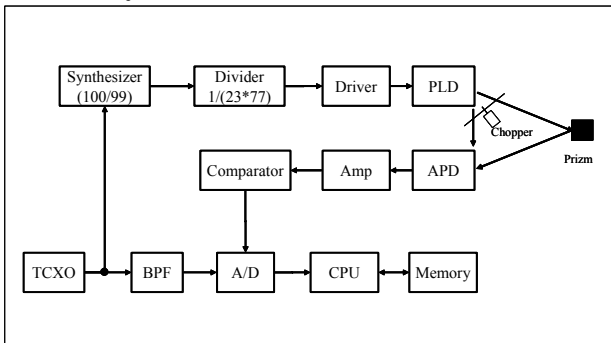 Synthesizer
(100/99)
Divider
1/(23*77)
Driver
PLD
Chopper
Prizm
Comparator
Amp
APD
TCXO
BPF
A/D
CPU
Memory